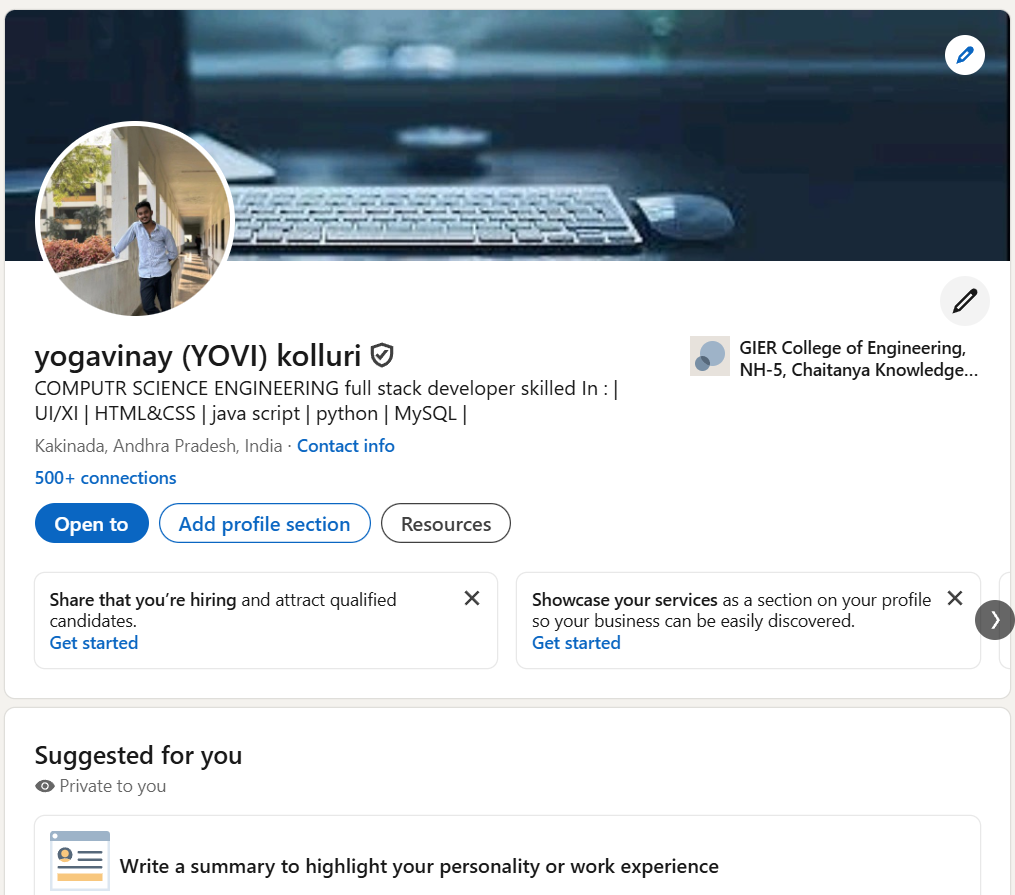 yogavinay (YOVI) kolluri
COMPUTR SCIENCE ENGINEERING full stack developer skilled In : |
UI/XI | HTML&CSS | java script | python | MySQL |
Kakinada, Andhra Pradesh, India · Contact info
500+ connections
GIER College of Engineering,
NH-5, Chaitanya Knowledge...
Open to
Add profile section
Resources
Share that you're hiring and attract qualified
candidates.
Get started
Showcase your services as a section on your profile
so your business can be easily discovered.
Get started
Suggested for you
Private to you
Write a summary to highlight your personality or work experience